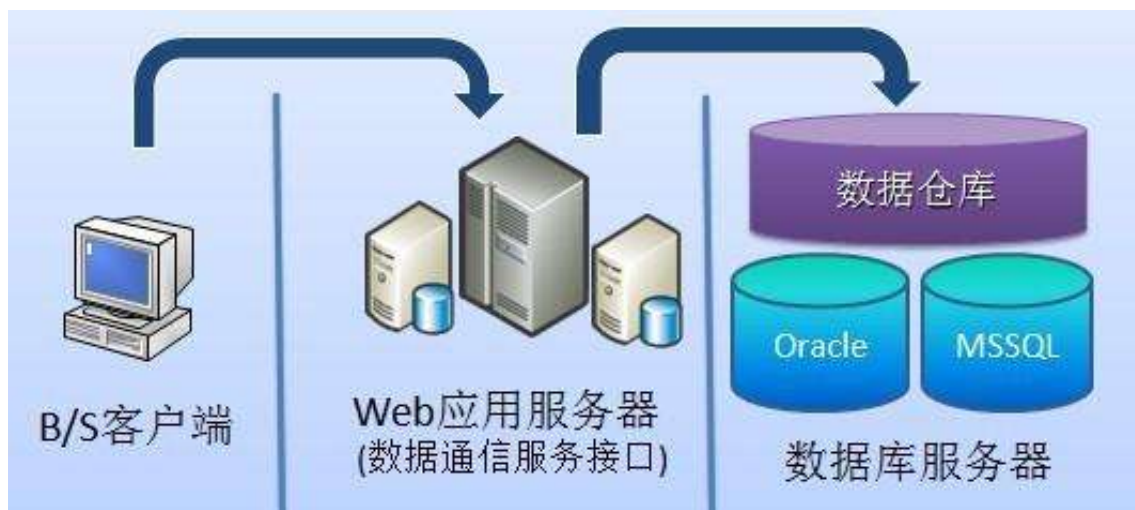 B/S客户端
Web应用服务器
(数据通信服务接口)
数据仓库
Oracle
MSSQL
数据库服务器